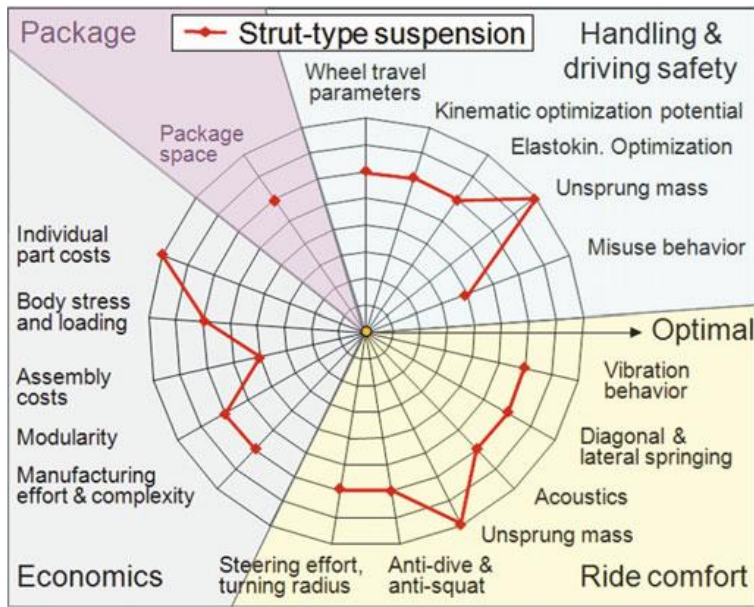 Package
Strut-type suspension
Handling &
driving safety
Wheel travel
parameters
Kinematic optimization potential
Elastokin. Optimization
Unsprung mass
Misuse behavior
Package
space
Individual
part costs
Body stress
and loading
Assembly
costs
Modularity
Manufacturing
effort & complexity
Economics
Optimal
Vibration
behavior
Diagonal &
lateral springing
Acoustics
Unsprung mass
Anti-dive &
anti-squat
Steering effort,
turning radius
Ride comfort